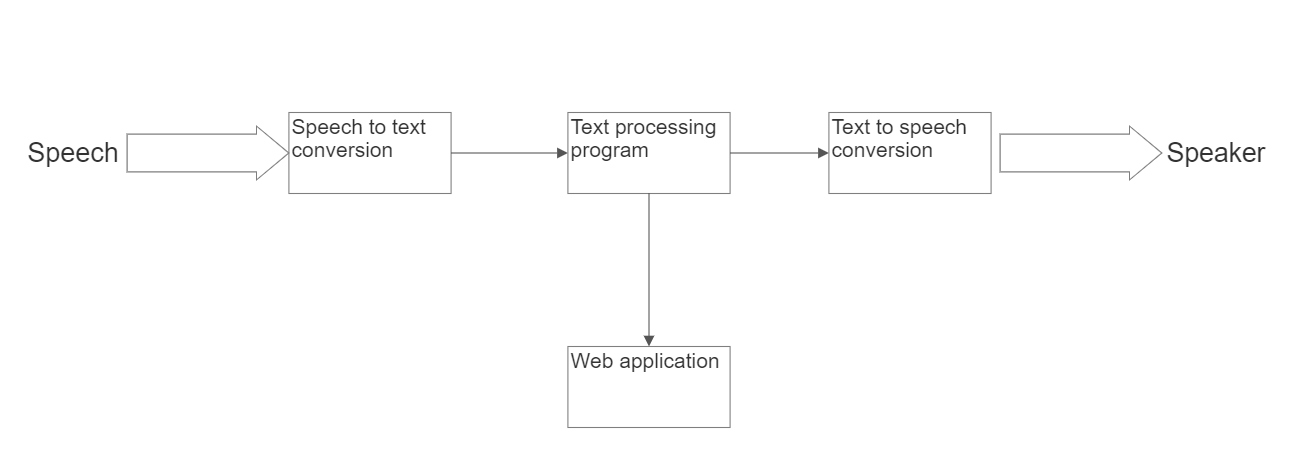 Speech
Speech to text
conversion
Text processing
program
Text to speech
conversion
Speaker
Web application